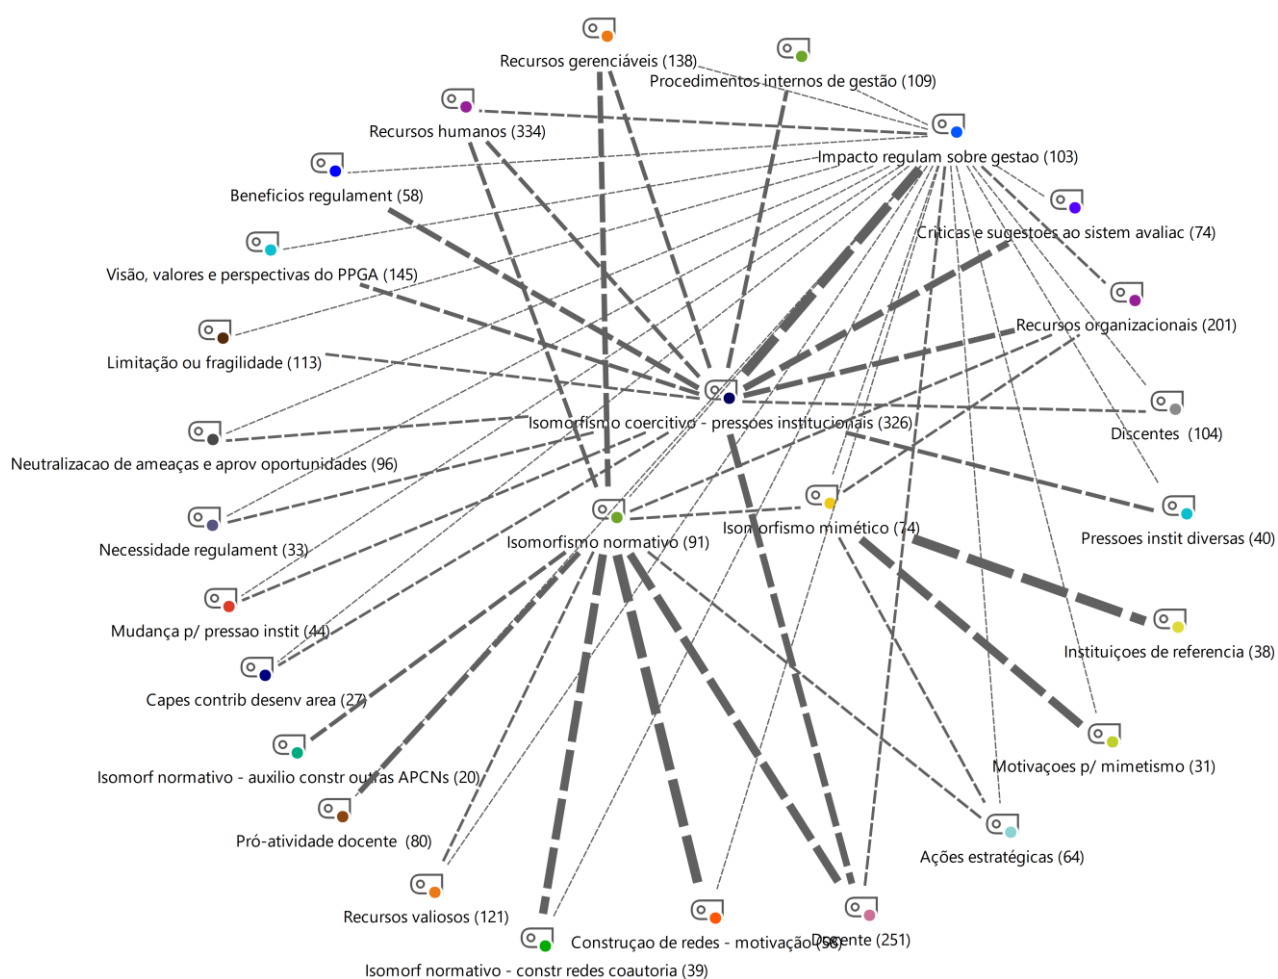 Recursos gerenciáveis (138)
Procedimentos internos de gestão (109)
Recursos humanos (334)
Impacto regulam sobre gestao (103)
Beneficios regulament (58)
Criticas e sugestoes ao sistem avaliac (74)
Visão, valores e perspectivas do PPGA (145)
Recursos organizacionais (201)
Limitação ou fragilidade (113)
Isomorfismo coercitivo - pressoes institucionais (326)
Discentes (104)
Neutralizacao de ameaças e aprov oportunidades (96)
Isomorfismo mimético (74)
Pressoes instit diversas (40)
Isomorfismo normativo (91)
Necessidade regulament (33)
Mudança p/ pressao instit (44)
Instituiçoes de referencia (38)
Capes contrib desenv area (27)
Motivaçoes p/ mimetismo (31)
Isomorf normativo - auxilio constr outras APCNs (20)
Pró-atividade docente (80)
Ações estratégicas (64)
Recursos valiosos (121)
Construçao de redes - motivação (58)
Docente (251)
Isomorf normativo - constr redes coautoria (39)